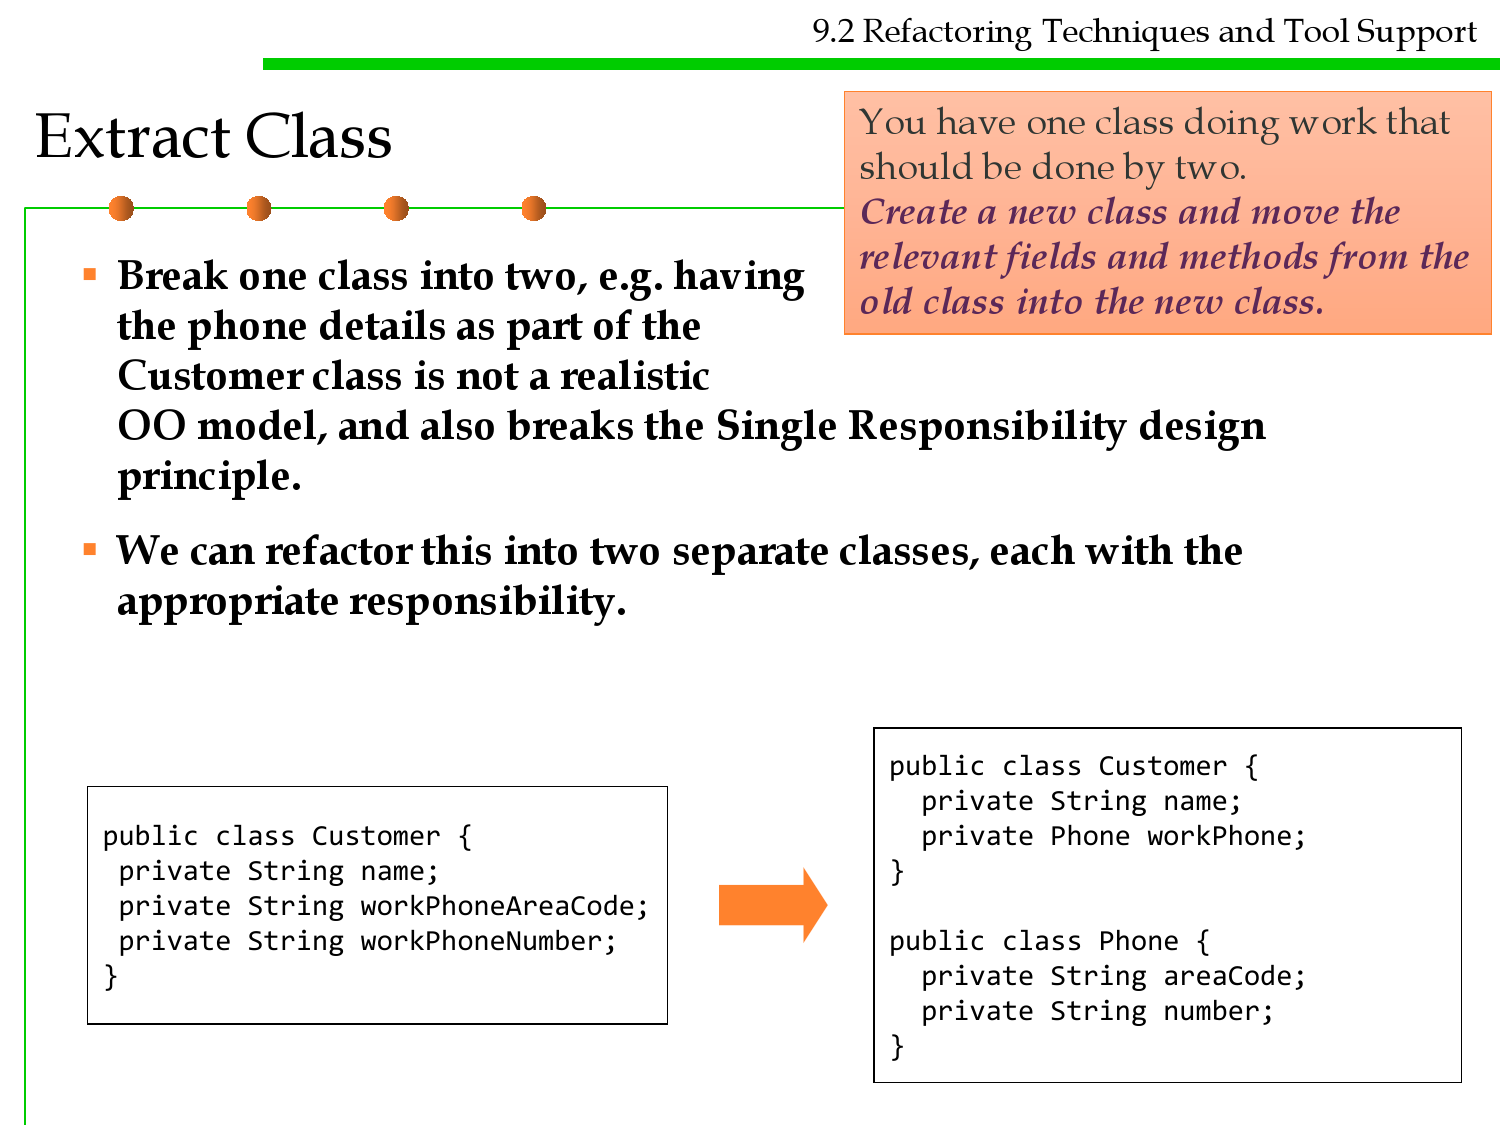 9.2 Refactoring Techniques and Tool Support
Extract Class
You have one class doing work that
should be done by two.
Create a new class and move the
relevant fields and methods from the
old class into the new class.
▪ Break one class into two, e.g. having
the phone details as part of the
Customer class is not a realistic
OO model, and also breaks the Single Responsibility design
principle.
▪ We can refactor this into two separate classes, each with the
appropriate responsibility.
public class Customer {
 private String name;
 private String workPhoneAreaCode;
 private String workPhoneNumber;
}
public class Customer {
  private String name;
  private Phone workPhone;
}
public class Phone {
  private String areaCode;
  private String number;
}